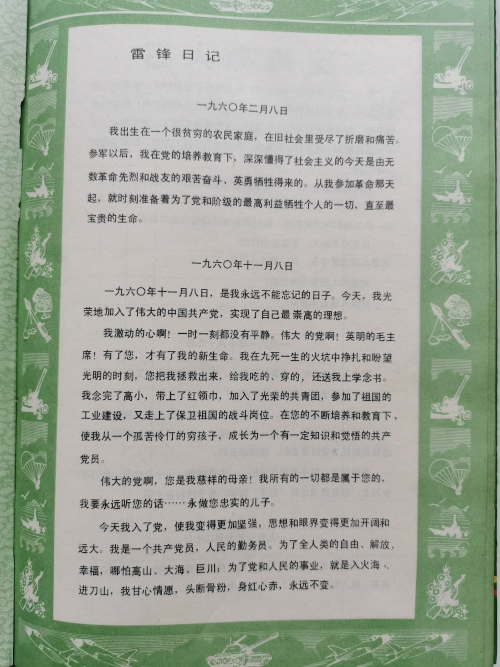 雷锋日记
一九六〇年二月八日
我出生在一个很贫穷的农民家庭，在旧社会里受尽了折磨和痛苦。
参军以后，我在党的培养教育下，深深懂得了社会主义的今天是由无
数革命先烈和战友的艰苦奋斗、英勇牺牲得来的。从我参加革命那天
起，就时刻准备着为了党和阶级的最高利益牺牲个人的一切，直至最
宝贵的生命。
一九六〇年十一月八日
一九六〇年十一月八日，是我永远不能忘记的日子。今天，我光
荣地加入了伟大的中国共产党，实现了自己最崇高的理想。
我激动的心啊！一时一刻都没有平静。伟大的党啊！英明的毛主
席！有了您，才有了我的新生命。我在九死一生的火坑中挣扎和盼望
光明的时刻，您把我拯救出来，给我吃的、穿的，还送我上学念书。
我念完了高小，带上了红领巾，加入了光荣的共青团，参加了祖国的
工业建设，又走上了保卫祖国的战斗岗位。在您的不断培养和教育下，
使我从一个孤苦伶仃的穷孩子，成长为一个有一定知识和觉悟的共产
党员。
伟大的党啊，您是我慈祥的母亲！我所有的一切都是属于您的，
我要永远听您的话……永做您忠实的儿子。
今天我入了党，使我变得更加坚强，思想和眼界变得更加开阔和
远大。我是一个共产党员，人民的勤务员。为了全人类的自由、解放、
幸福，哪怕高山、大海、巨川；为了党和人民的事业，就是入火海、
进刀山，我甘心情愿，头断骨粉，身红心赤，永远不变。